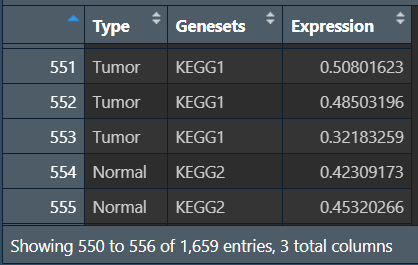 Type Genesets Expression
551 Tumor KEGG1 0.50801623
552 Tumor KEGG1 0.48503196
553 Tumor KEGG1 0.32183259
554 Normal KEGG2 0.42309173
555 Normal KEGG2 0.45320266
Showing 550 to 556 of 1,659 entries, 3 total columns